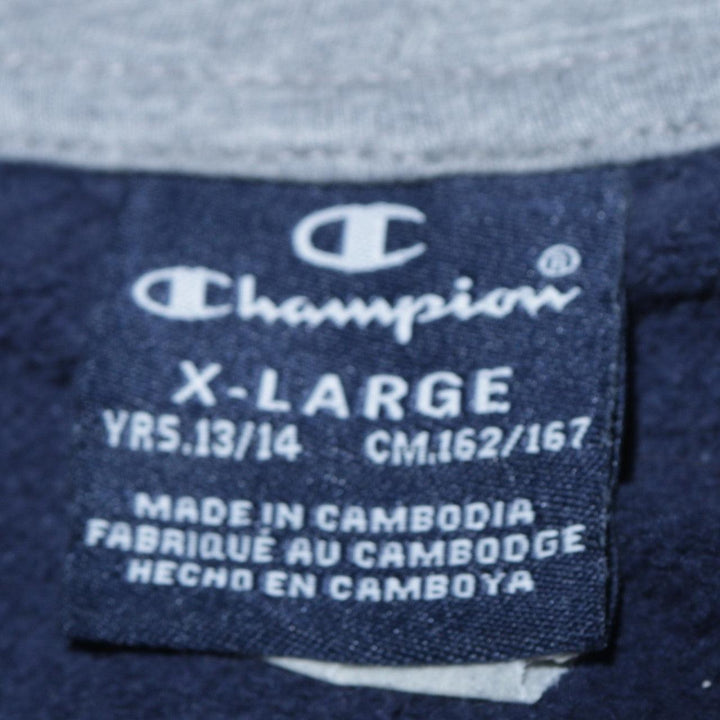 Champion®
X-LARGE
YRS.13/14 CM.162/167
MADE IN CAMBODIA
FABRIQUÉ AU CAMBODGE
HECHO EN CAMBOYA